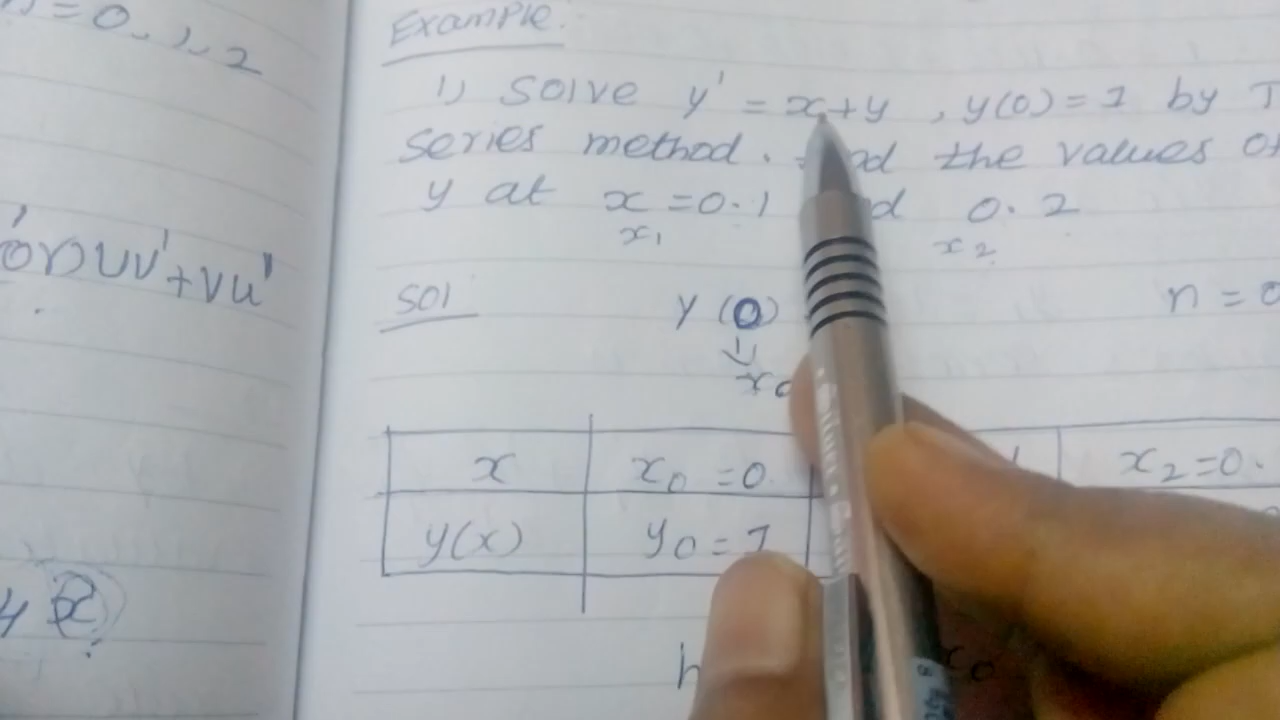 = 0, 1, 2
UV' + VU'
Example:
1) Solve y' = x+y , y(0) = 1 by T
series method. the values of
y at x = 0.1 0.2
x₁ x₂
Sol y (0) n = 0
x₀
x x₀ = 0 x₂ = 0.
y(x) y₀ = 1
h x₀